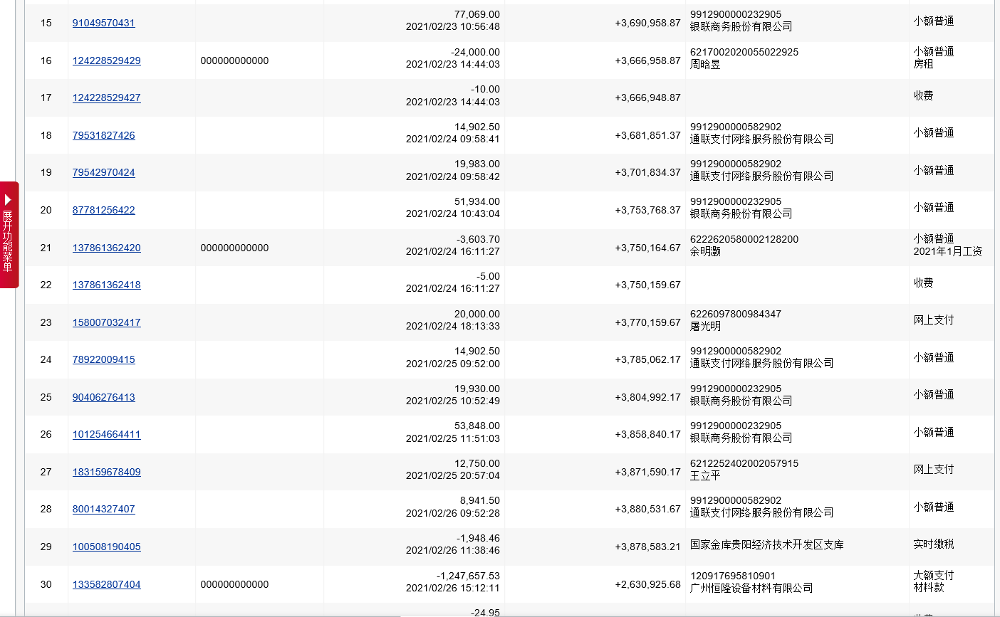 15
91049570431
77,069.00
2021/02/23 10:56:48
+3,690,958.87
9912900000232905
银联商务股份有限公司
小额普通
16
124228529429
000000000000
-24,000.00
2021/02/23 14:44:03
+3,666,958.87
6217002020055022925
周晗昱
小额普通
房租
17
124228529427
-10.00
2021/02/23 14:44:03
+3,666,948.87
收费
18
79531827426
14,902.50
2021/02/24 09:58:41
+3,681,851.37
9912900000582902
通联支付网络服务股份有限公司
小额普通
19
79542970424
19,983.00
2021/02/24 09:58:42
+3,701,834.37
9912900000582902
通联支付网络服务股份有限公司
小额普通
20
87781256422
51,934.00
2021/02/24 10:43:04
+3,753,768.37
9912900000232905
银联商务股份有限公司
小额普通
展开功能菜单
21
137861362420
000000000000
-3,603.70
2021/02/24 16:11:27
+3,750,164.67
6222620580002128200
余明灏
小额普通
2021年1月工资
22
137861362418
-5.00
2021/02/24 16:11:27
+3,750,159.67
收费
23
158007032417
20,000.00
2021/02/24 18:13:33
+3,770,159.67
6226097800984347
屠光明
网上支付
24
78922009415
14,902.50
2021/02/25 09:52:00
+3,785,062.17
9912900000582902
通联支付网络服务股份有限公司
小额普通
25
90406276413
19,930.00
2021/02/25 10:52:49
+3,804,992.17
9912900000232905
银联商务股份有限公司
小额普通
26
101254664411
53,848.00
2021/02/25 11:51:03
+3,858,840.17
9912900000232905
银联商务股份有限公司
小额普通
27
183159678409
12,750.00
2021/02/25 20:57:04
+3,871,590.17
6212252402002057915
王立平
网上支付
28
80014327407
8,941.50
2021/02/26 09:52:28
+3,880,531.67
9912900000582902
通联支付网络服务股份有限公司
小额普通
29
100508190405
-1,948.46
2021/02/26 11:38:46
+3,878,583.21
国家金库贵阳经济技术开发区支库
实时缴税
30
133582807404
000000000000
-1,247,657.53
2021/02/26 15:12:11
+2,630,925.68
120917695810901
广州恒隆设备材料有限公司
大额支付
材料款
-24.95